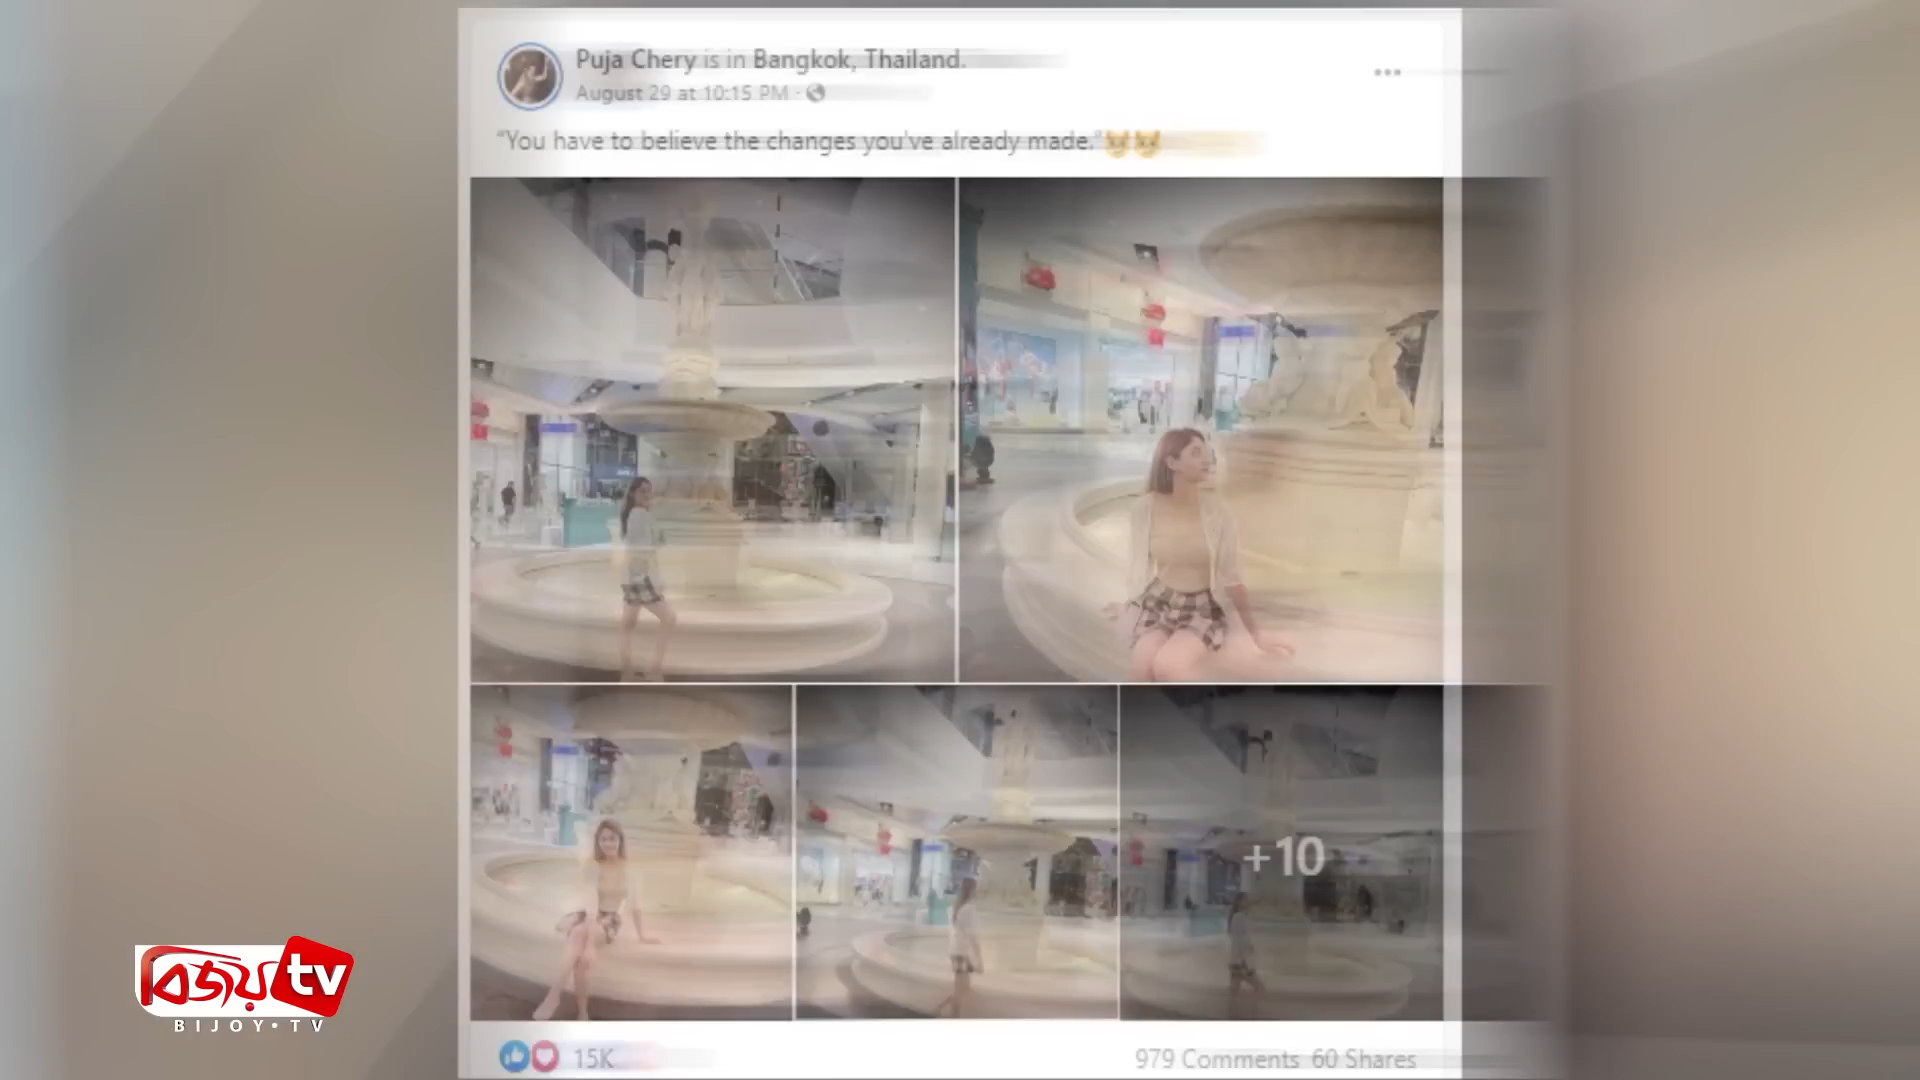 Puja Chery is in Bangkok, Thailand.
August 29 at 10:15 PM ·
"You have to believe the changes you've already made."
+10
15K
979 Comments 60 Shares
বিজয় tv
BIJOY•TV